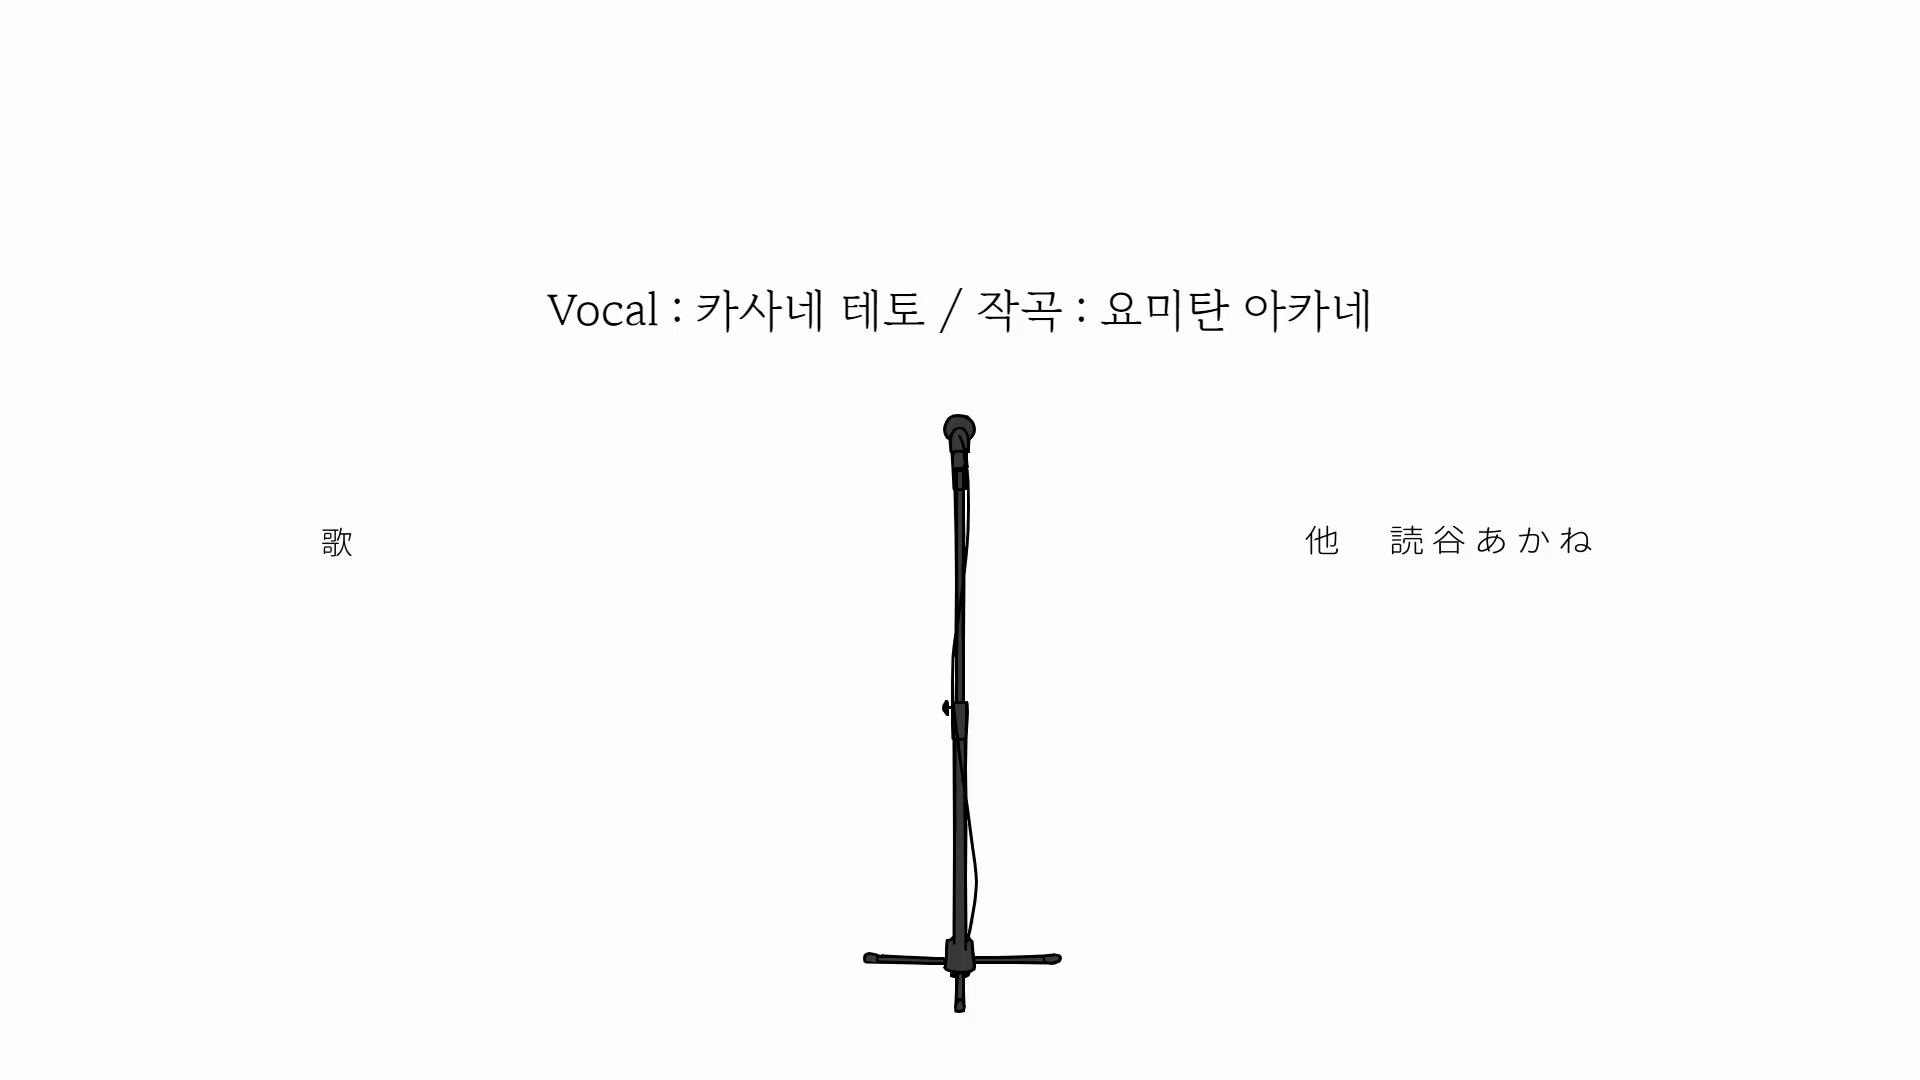 Vocal : 카사네 테토 / 작곡 : 요미탄 아카네
歌
他　読谷あかね